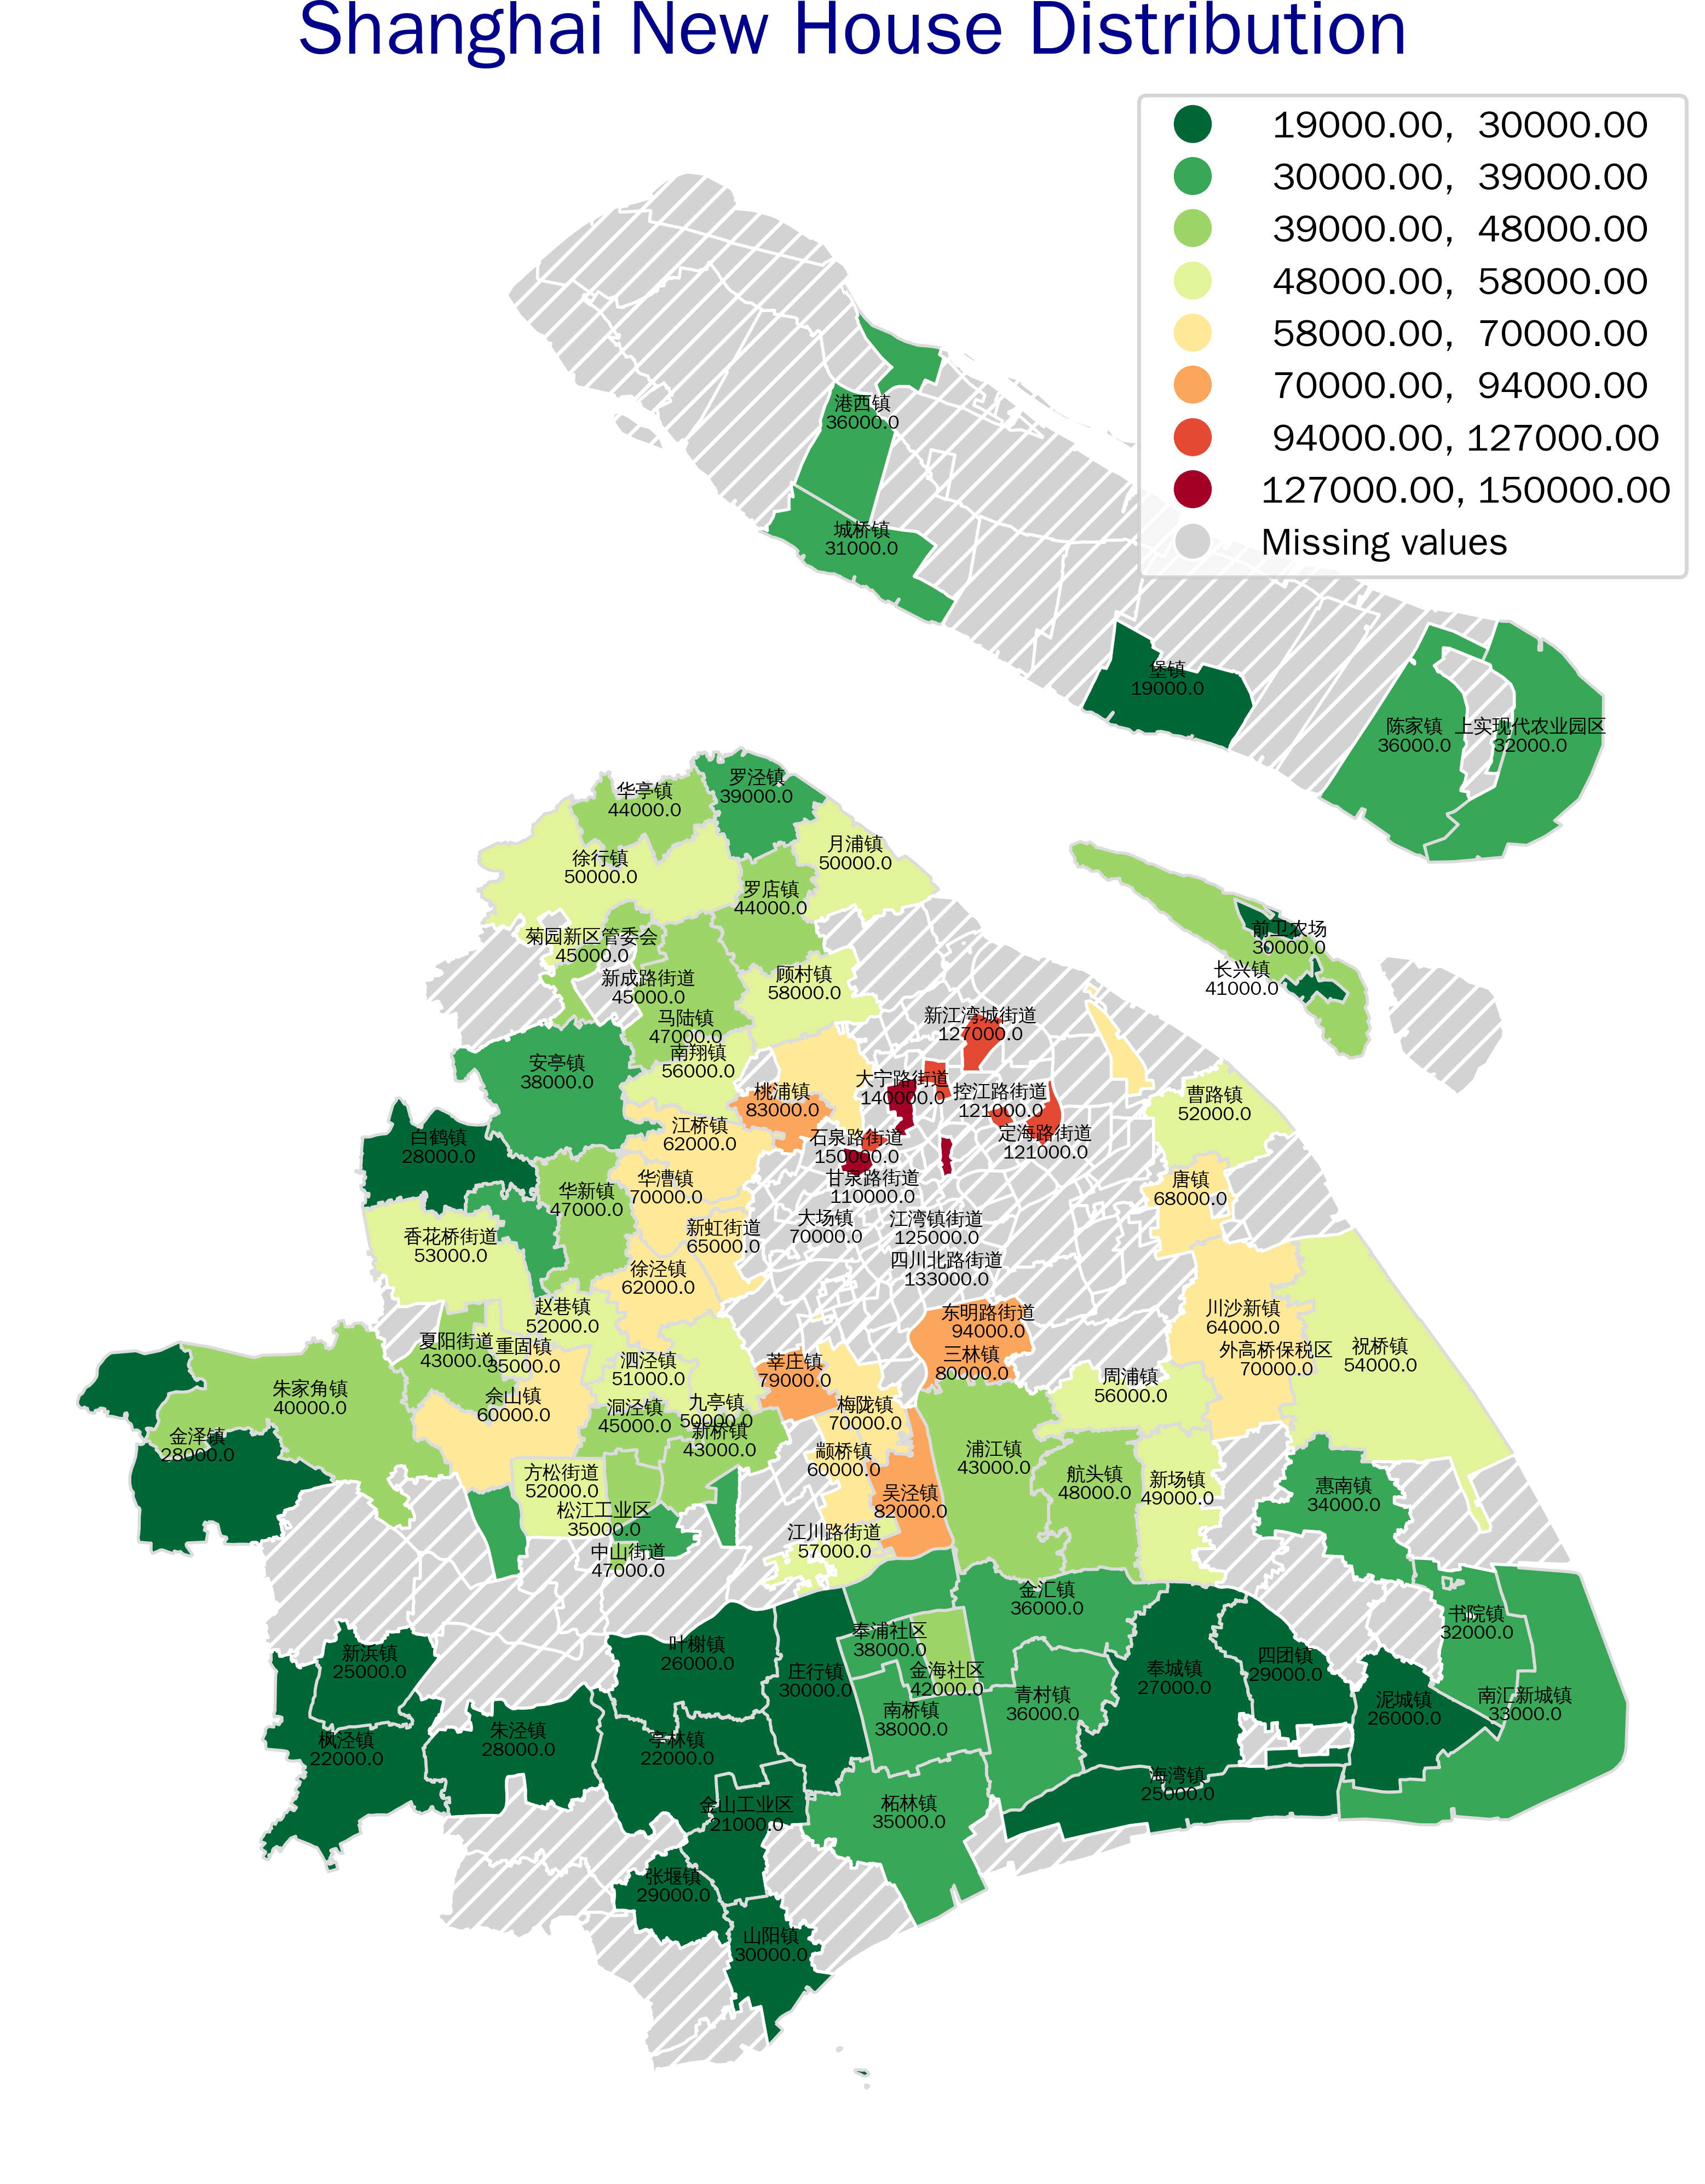 Shanghai New House Distribution
19000.00, 30000.00
30000.00, 39000.00
39000.00, 48000.00
48000.00, 58000.00
58000.00, 70000.00
70000.00, 94000.00
94000.00, 127000.00
127000.00, 150000.00
Missing values
港西镇
36000.0
城桥镇
31000.0
堡镇
19000.0
陈家镇
36000.0
上实现代农业园区
32000.0
罗泾镇
39000.0
华亭镇
44000.0
月浦镇
50000.0
徐行镇
50000.0
罗店镇
44000.0
前卫农场
30000.0
菊园新区管委会
45000.0
长兴镇
41000.0
顾村镇
58000.0
新成路街道
45000.0
马陆镇
47000.0
新江湾城街道
127000.0
南翔镇
56000.0
安亭镇
38000.0
大宁路街道
140000.0
桃浦镇
83000.0
控江路街道
121000.0
曹路镇
52000.0
江桥镇
62000.0
定海路街道
121000.0
石泉路街道
150000.0
白鹤镇
28000.0
甘泉路街道
110000.0
华漕镇
70000.0
唐镇
68000.0
华新镇
47000.0
大场镇
70000.0
江湾镇街道
125000.0
新虹街道
65000.0
香花桥街道
53000.0
四川北路街道
133000.0
徐泾镇
62000.0
赵巷镇
52000.0
东明路街道
94000.0
川沙新镇
64000.0
夏阳街道
43000.0
重固镇
35000.0
外高桥保税区
70000.0
祝桥镇
54000.0
三林镇
80000.0
泗泾镇
51000.0
莘庄镇
79000.0
周浦镇
56000.0
朱家角镇
40000.0
佘山镇
60000.0
九亭镇
50000.0
梅陇镇
70000.0
洞泾镇
45000.0
新桥镇
43000.0
金泽镇
28000.0
颛桥镇
60000.0
浦江镇
43000.0
方松街道
52000.0
航头镇
48000.0
新场镇
49000.0
惠南镇
34000.0
吴泾镇
82000.0
松江工业区
35000.0
江川路街道
57000.0
中山街道
47000.0
金汇镇
36000.0
书院镇
32000.0
奉浦社区
38000.0
叶榭镇
26000.0
新浜镇
25000.0
四团镇
29000.0
奉城镇
27000.0
金海社区
42000.0
庄行镇
30000.0
青村镇
36000.0
南汇新城镇
33000.0
泥城镇
26000.0
南桥镇
38000.0
朱泾镇
28000.0
枫泾镇
22000.0
亭林镇
22000.0
海湾镇
25000.0
柘林镇
35000.0
金山工业区
21000.0
张堰镇
29000.0
山阳镇
30000.0